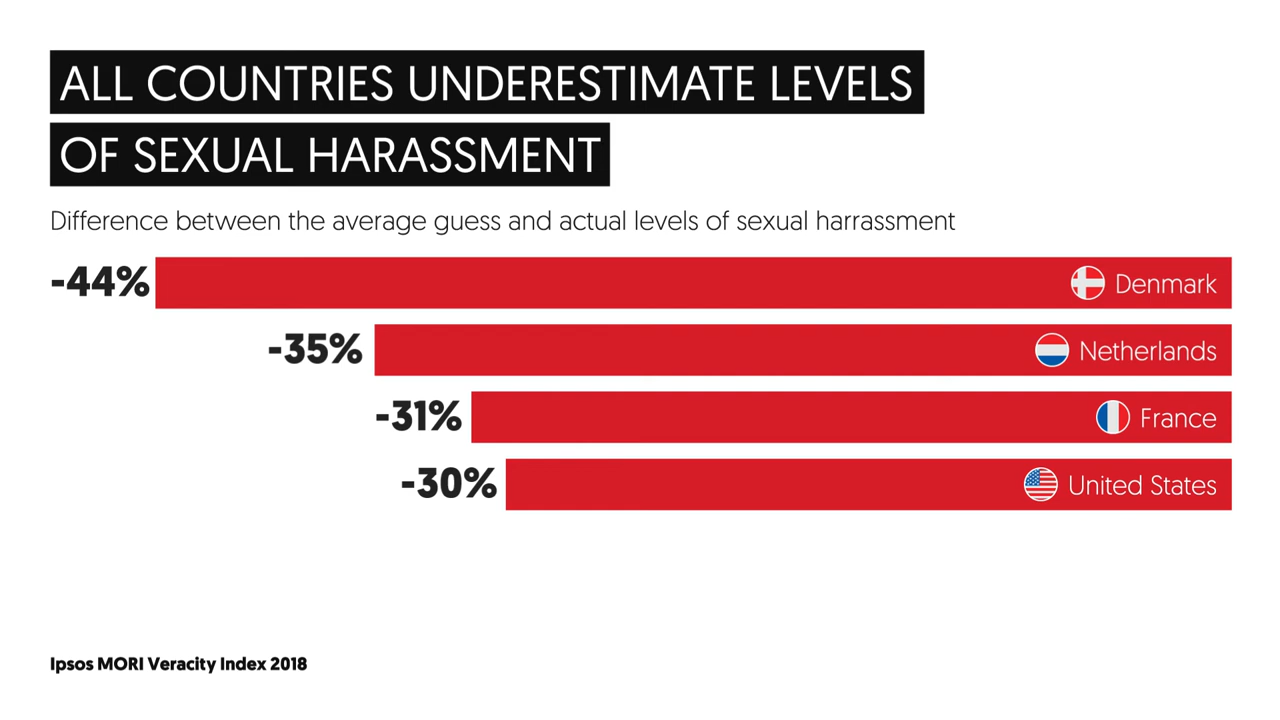 ALL COUNTRIES UNDERESTIMATE LEVELS
OF SEXUAL HARASSMENT
Difference between the average guess and actual levels of sexual harrassment
-44% Denmark
-35% Netherlands
-31% France
-30% United States
Ipsos MORI Veracity Index 2018